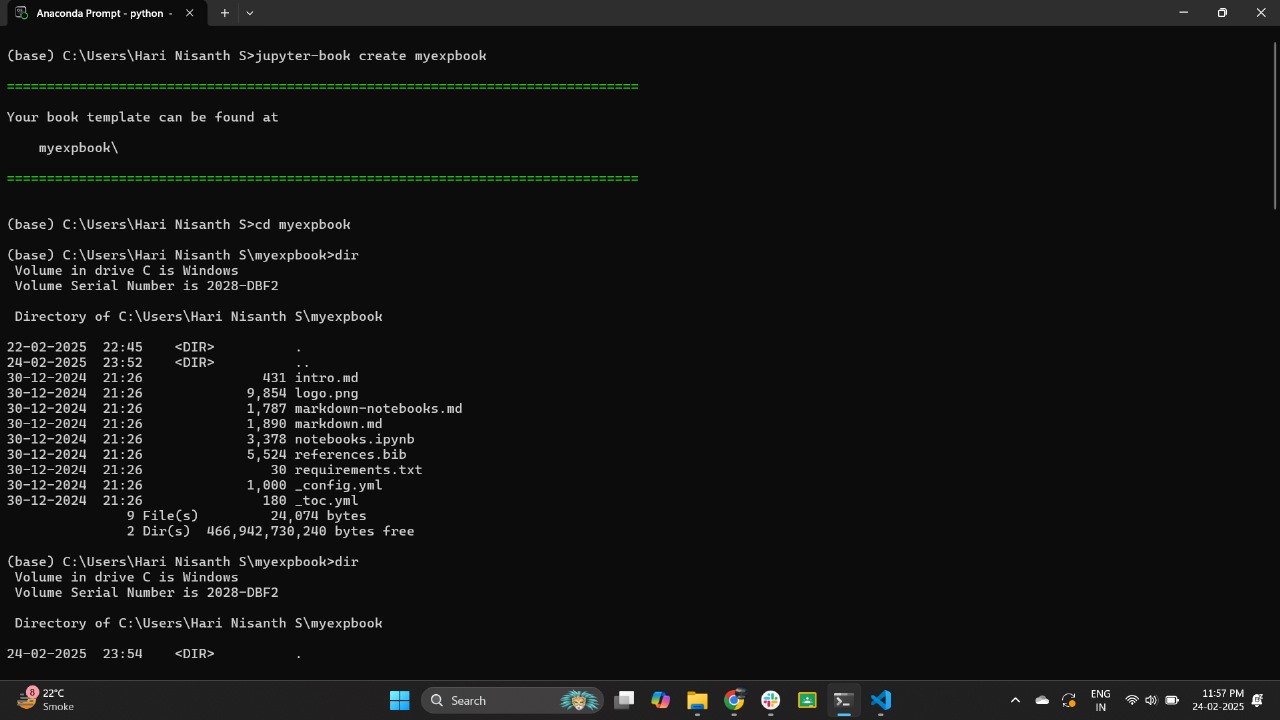 Anaconda Prompt - python -
(base) C:\Users\Hari Nisanth S>jupyter-book create myexpbook
===============================================================================
Your book template can be found at
    myexpbook\
===============================================================================
(base) C:\Users\Hari Nisanth S>cd myexpbook
(base) C:\Users\Hari Nisanth S\myexpbook>dir
 Volume in drive C is Windows
 Volume Serial Number is 2028-DBF2
 Directory of C:\Users\Hari Nisanth S\myexpbook
22-02-2025  22:45    <DIR>          .
24-02-2025  23:52    <DIR>          ..
30-12-2024  21:26               431 intro.md
30-12-2024  21:26             9,854 logo.png
30-12-2024  21:26             1,787 markdown-notebooks.md
30-12-2024  21:26             1,890 markdown.md
30-12-2024  21:26             3,378 notebooks.ipynb
30-12-2024  21:26             5,524 references.bib
30-12-2024  21:26                30 requirements.txt
30-12-2024  21:26             1,000 _config.yml
30-12-2024  21:26               180 _toc.yml
               9 File(s)         24,074 bytes
               2 Dir(s)  466,942,730,240 bytes free
(base) C:\Users\Hari Nisanth S\myexpbook>dir
 Volume in drive C is Windows
 Volume Serial Number is 2028-DBF2
 Directory of C:\Users\Hari Nisanth S\myexpbook
24-02-2025  23:54    <DIR>          .
8
22°C
Smoke
Search
ENG
IN
11:57 PM
24-02-2025